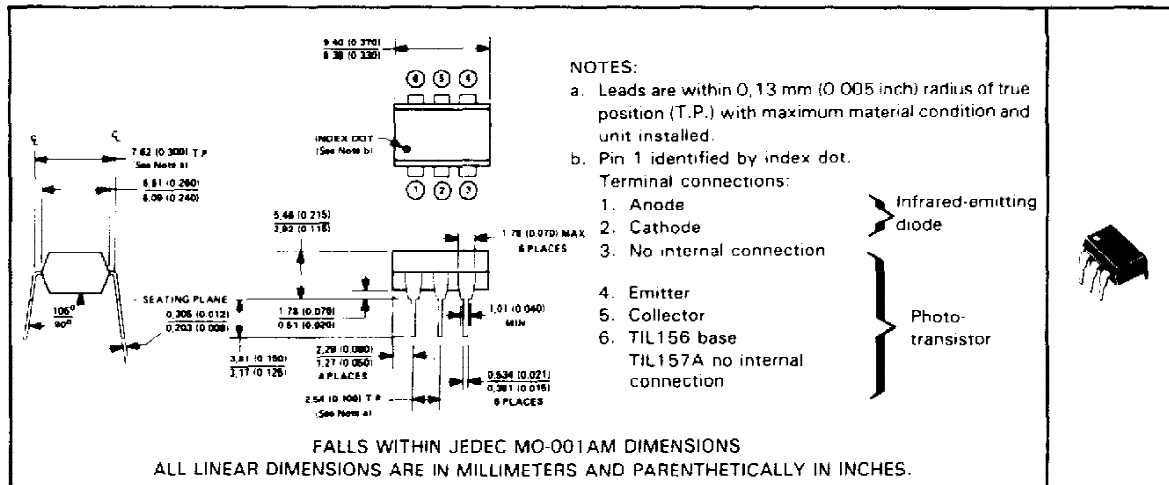 9.40 (0.370)
8.38 (0.330)
6 5 4
INDEX DOT
(See Note b)
1 2 3
℄ ℄
7.62 (0.300) T.P
(See Note a)
6.61 (0.260)
6.09 (0.240)
5.46 (0.215)
2.92 (0.115)
1.78 (0.070) MAX
6 PLACES
105°
90°
SEATING PLANE
0,305 (0.012)
0,203 (0.008)
1.78 (0.070)
0.51 (0.020)
1,01 (0.040)
MIN
3,81 (0.150)
3,17 (0.125)
2,29 (0.090)
1.27 (0.050)
4 PLACES
0,534 (0.021)
0,381 (0.015)
6 PLACES
2.54 (0.100) T.P
(See Note a)
NOTES:
a. Leads are within 0,13 mm (0.005 inch) radius of true
position (T.P.) with maximum material condition and
unit installed.
b. Pin 1 identified by index dot.
Terminal connections:
1. Anode
2. Cathode
Infrared-emitting
diode
3. No internal connection
4. Emitter
5. Collector
6. TIL156 base
TIL157A no internal
connection
Photo-
transistor
FALLS WITHIN JEDEC MO-001AM DIMENSIONS
ALL LINEAR DIMENSIONS ARE IN MILLIMETERS AND PARENTHETICALLY IN INCHES.